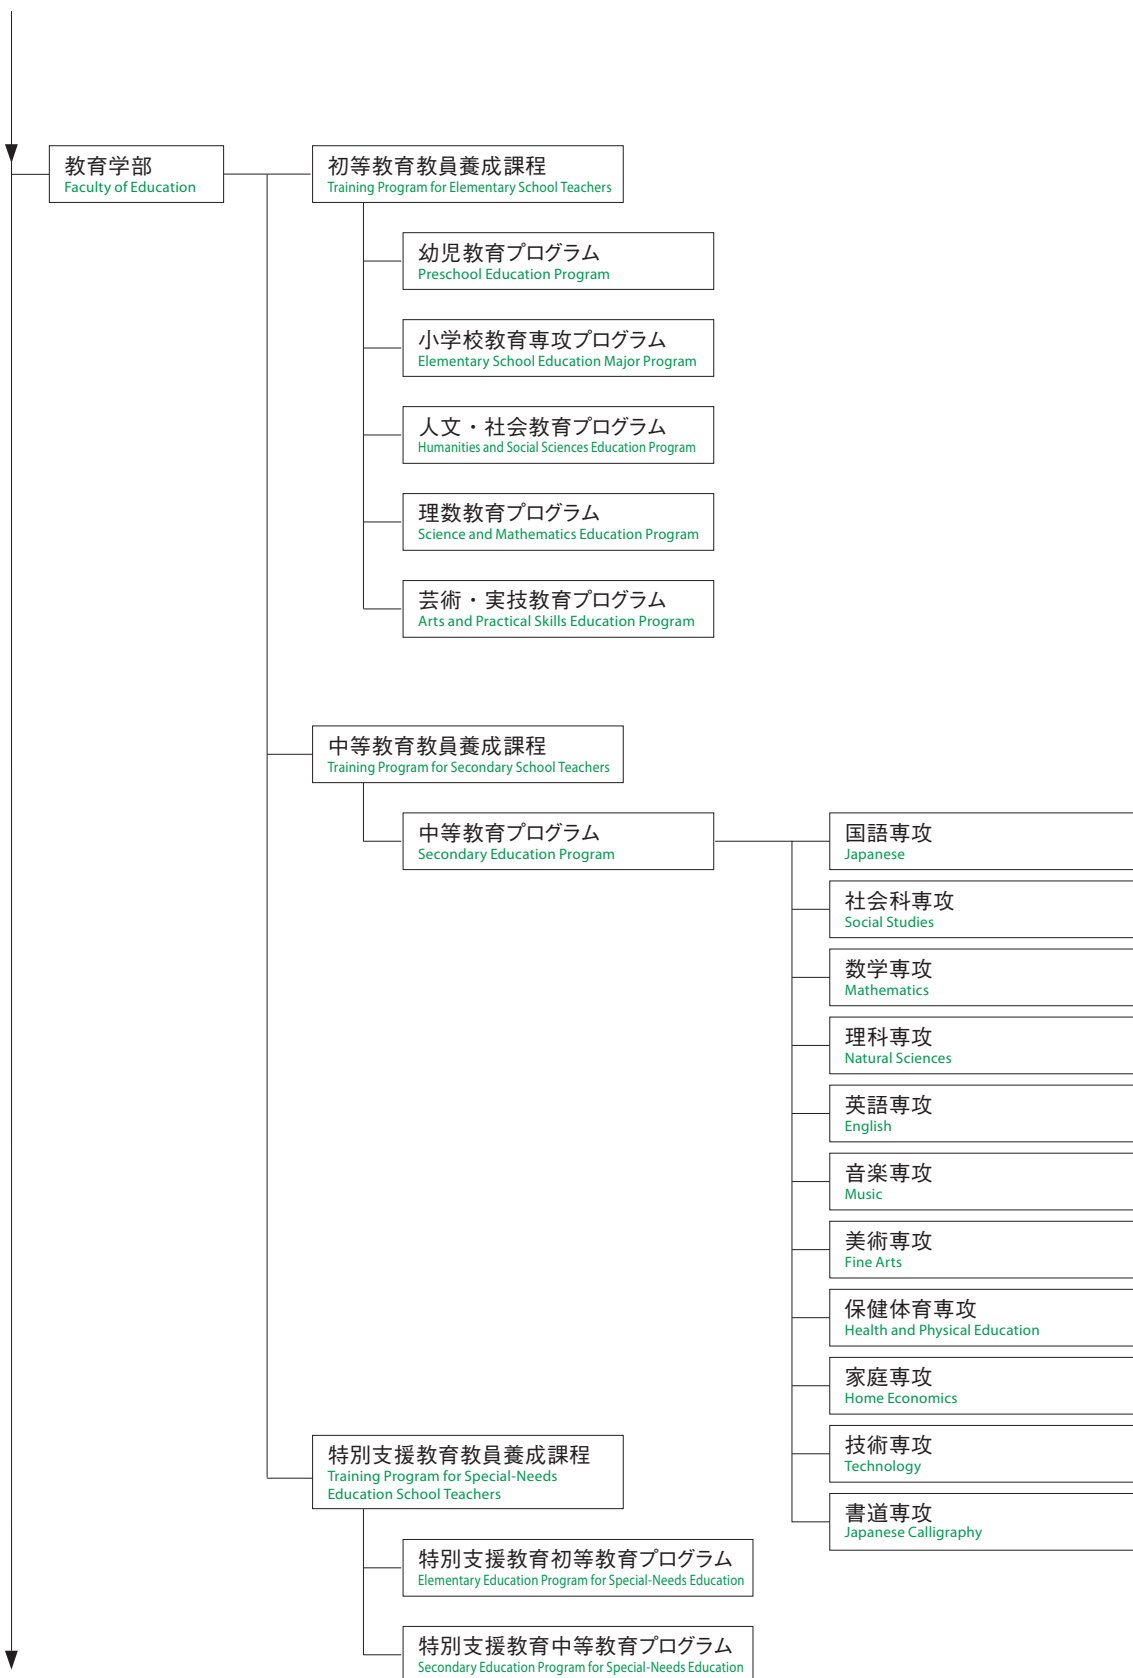 教育学部
Faculty of Education
初等教育教員養成課程
Training Program for Elementary School Teachers
幼児教育プログラム
Preschool Education Program
小学校教育専攻プログラム
Elementary School Education Major Program
人文・社会教育プログラム
Humanities and Social Sciences Education Program
理数教育プログラム
Science and Mathematics Education Program
芸術・実技教育プログラム
Arts and Practical Skills Education Program
中等教育教員養成課程
Training Program for Secondary School Teachers
中等教育プログラム
Secondary Education Program
国語専攻
Japanese
社会科専攻
Social Studies
数学専攻
Mathematics
理科専攻
Natural Sciences
英語専攻
English
音楽専攻
Music
美術専攻
Fine Arts
保健体育専攻
Health and Physical Education
家庭専攻
Home Economics
技術専攻
Technology
書道専攻
Japanese Calligraphy
特別支援教育教員養成課程
Training Program for Special-Needs
Education School Teachers
特別支援教育初等教育プログラム
Elementary Education Program for Special-Needs Education
特別支援教育中等教育プログラム
Secondary Education Program for Special-Needs Education